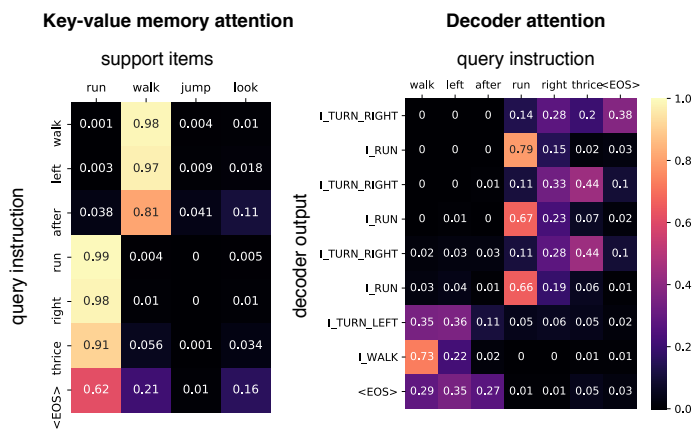 Key-value memory attention
support items
run walk jump look
query instruction
walk 0.001 0.98 0.004 0.01
left 0.003 0.97 0.009 0.018
after 0.038 0.81 0.041 0.11
run 0.99 0.004 0 0.005
right 0.98 0.01 0 0.01
thrice 0.91 0.056 0.001 0.034
<EOS> 0.62 0.21 0.01 0.16
Decoder attention
query instruction
walk left after run right thrice <EOS>
decoder output
I_TURN_RIGHT 0 0 0 0.14 0.28 0.2 0.38
I_RUN 0 0 0 0.79 0.15 0.02 0.03
I_TURN_RIGHT 0 0 0.01 0.11 0.33 0.44 0.1
I_RUN 0 0.01 0 0.67 0.23 0.07 0.02
I_TURN_RIGHT 0.02 0.03 0.03 0.11 0.28 0.44 0.1
I_RUN 0.03 0.04 0.01 0.66 0.19 0.06 0.01
I_TURN_LEFT 0.35 0.36 0.11 0.05 0.06 0.05 0.02
I_WALK 0.73 0.22 0.02 0 0 0.01 0.01
<EOS> 0.29 0.35 0.27 0.01 0.01 0.05 0.03
1.0
0.8
0.6
0.4
0.2
0.0